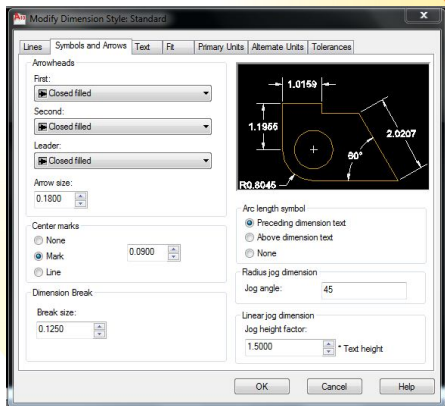 Modify Dimension Style: Standard
Lines Symbols and Arrows Text Fit Primary Units Alternate Units Tolerances
Arrowheads
First:
Closed filled
Second:
Closed filled
Leader:
Closed filled
Arrow size:
0.1800
Center marks
None
Mark
0.0900
Line
Dimension Break
Break size:
0.1250
1.0159
1.1955
2.0207
60°
R0.8045
Arc length symbol
Preceding dimension text
Above dimension text
None
Radius jog dimension
Jog angle: 45
Linear jog dimension
Jog height factor:
1.5000 * Text height
OK Cancel Help